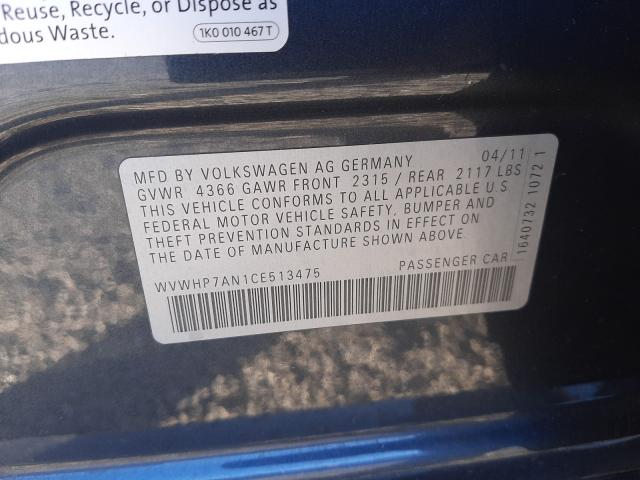 Reuse, Recycle, or Dispose as
dous Waste.
1K0 010 467 T
MFD BY VOLKSWAGEN AG GERMANY 04/11
GVWR 4366 GAWR FRONT 2315 / REAR 2117 LBS
THIS VEHICLE CONFORMS TO ALL APPLICABLE U.S
FEDERAL MOTOR VEHICLE SAFETY, BUMPER AND
THEFT PREVENTION STANDARDS IN EFFECT ON
THE DATE OF MANUFACTURE SHOWN ABOVE.
WVWHP7AN1CE513475 PASSENGER CAR
1640732 1072 1